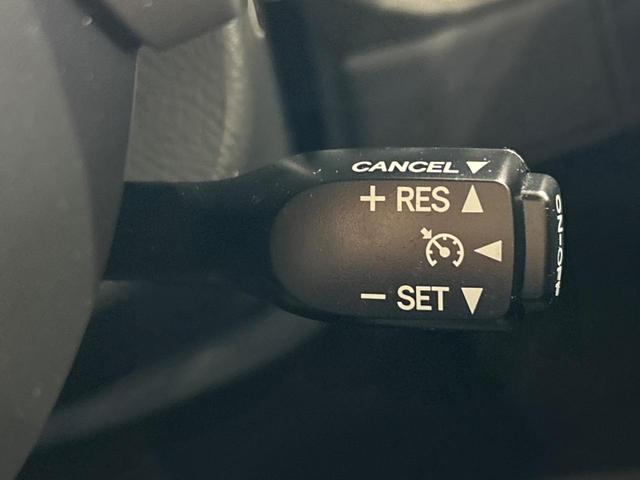 CANCEL ▼
+ RES ▲
◀
− SET ▼
ON-OFF